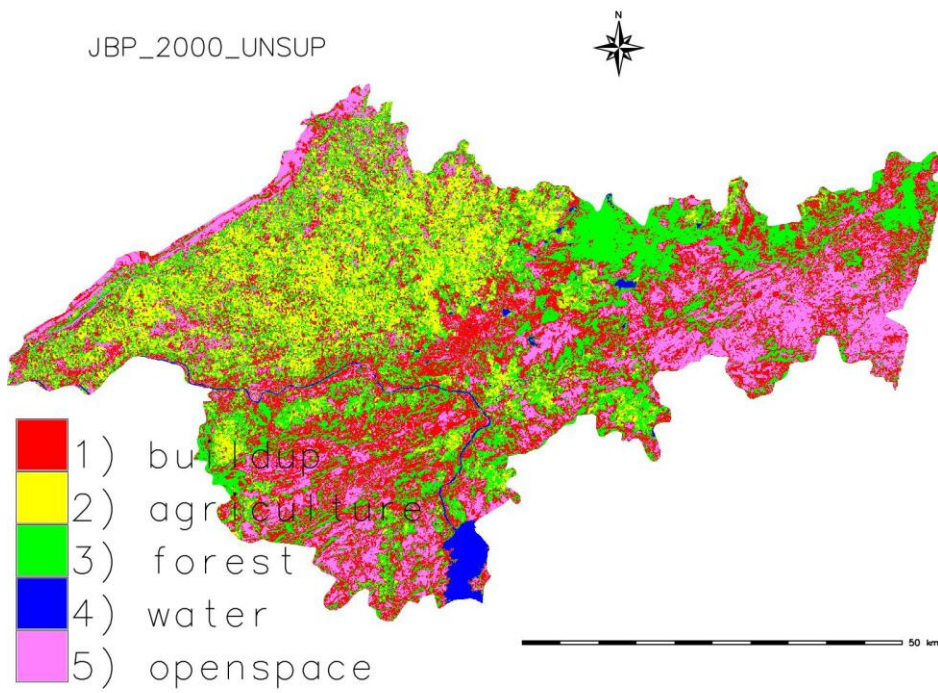 JBP_2000_UNSUP
N
1) buildup
2) agriculture
3) forest
4) water
5) openspace
50 km